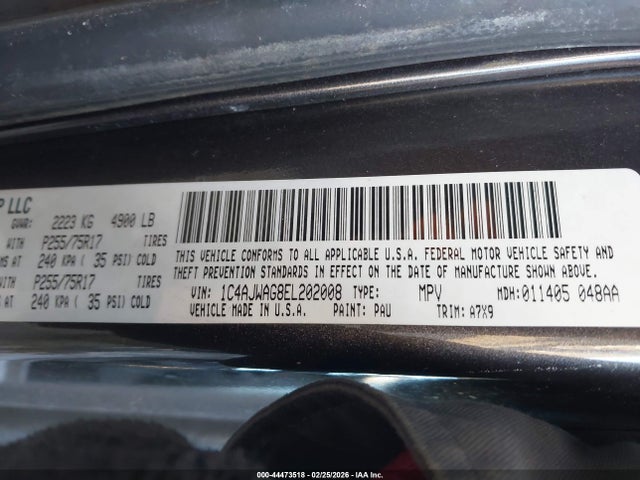 P LLC
GVWR: 2223 KG 4900 LB
WITH P255/75R17 TIRES
MS AT 240 KPA ( 35 PSI) COLD
WITH P255/75R17 TIRES
S AT 240 KPA ( 35 PSI) COLD
THIS VEHICLE CONFORMS TO ALL APPLICABLE U.S.A. FEDERAL MOTOR VEHICLE SAFETY AND
THEFT PREVENTION STANDARDS IN EFFECT ON THE DATE OF MANUFACTURE SHOWN ABOVE.
VIN: 1C4AJWAG8EL202008 TYPE: MPV MDH: 011405 048AA
VEHICLE MADE IN U.S.A. PAINT: PAU TRIM: A7X9
000-44473518 - 02/25/2026 - IAA Inc.